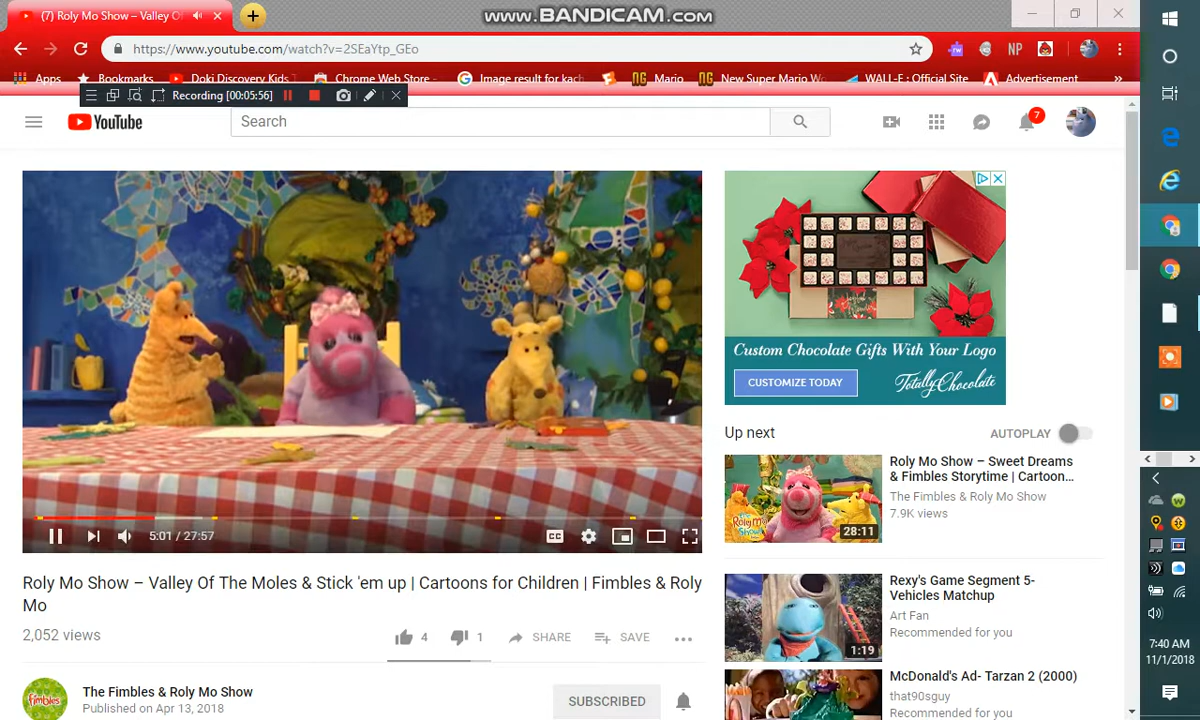 www.BANDICAM.com
(7) Roly Mo Show – Valley O
https://www.youtube.com/watch?v=2SEaYtp_GEo
NP
Apps Bookmarks Doki Discovery Kids Chrome Web Store - Image result for kach NG Mario NG New Super Mario W WALL-E : Official Site Advertisement »
Recording [00:05:56]
YouTube
Search
7
Custom Chocolate Gifts With Your Logo
CUSTOMIZE TODAY
TotallyChocolate
Up next
AUTOPLAY
Roly Mo Show – Sweet Dreams
& Fimbles Storytime | Cartoon...
The Fimbles & Roly Mo Show
7.9K views
28:11
5:01 / 27:57
CC
Roly Mo Show – Valley Of The Moles & Stick 'em up | Cartoons for Children | Fimbles & Roly
Mo
2,052 views
4
1
SHARE
SAVE
Rexy's Game Segment 5-
Vehicles Matchup
Art Fan
Recommended for you
1:19
McDonald's Ad- Tarzan 2 (2000)
that90sguy
Recommended for you
fimbles
The Fimbles & Roly Mo Show
Published on Apr 13, 2018
SUBSCRIBED
7:40 AM
11/1/2018